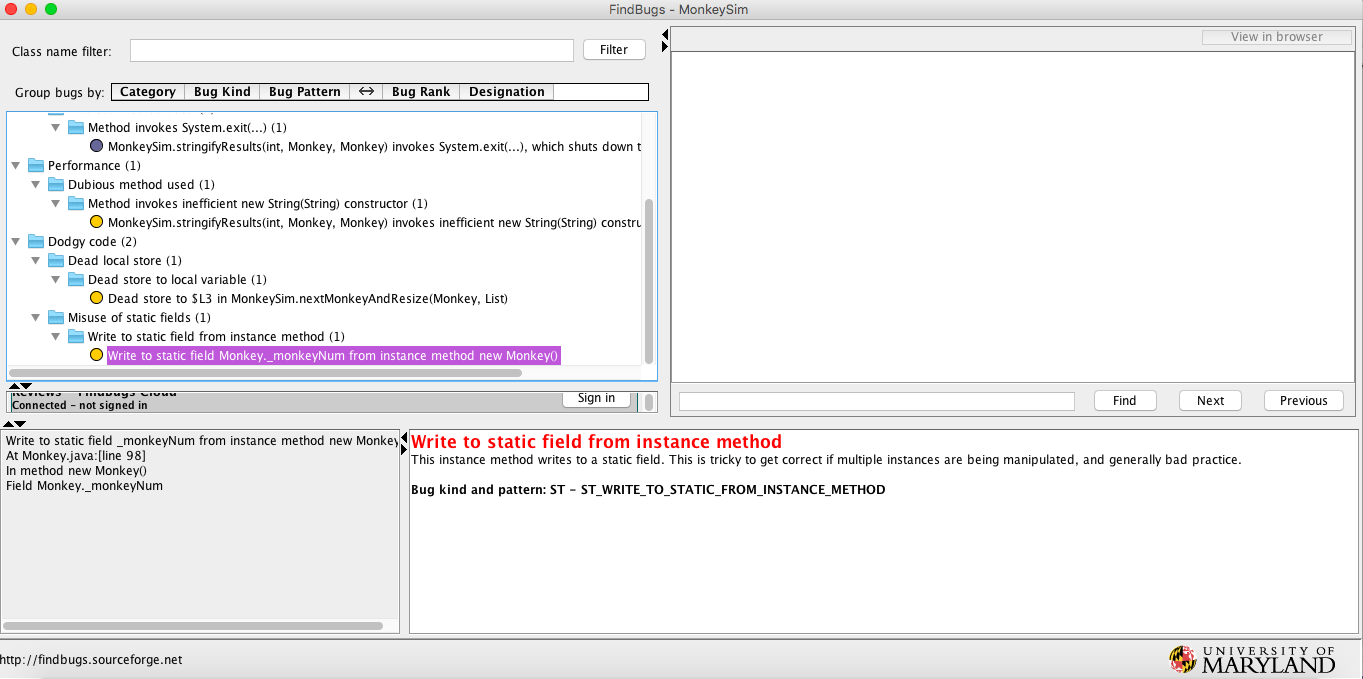 FindBugs - MonkeySim
Class name filter:
Filter
Group bugs by:
Category
Bug Kind
Bug Pattern
↔
Bug Rank
Designation
Method invokes System.exit(...) (1)
MonkeySim.stringifyResults(int, Monkey, Monkey) invokes System.exit(...), which shuts down t
Performance (1)
Dubious method used (1)
Method invokes inefficient new String(String) constructor (1)
MonkeySim.stringifyResults(int, Monkey, Monkey) invokes inefficient new String(String) constru
Dodgy code (2)
Dead local store (1)
Dead store to local variable (1)
Dead store to $L3 in MonkeySim.nextMonkeyAndResize(Monkey, List)
Misuse of static fields (1)
Write to static field from instance method (1)
Write to static field Monkey._monkeyNum from instance method new Monkey()
Reviews - FindBugs Cloud
Connected - not signed in
Sign in
View in browser
Find
Next
Previous
Write to static field _monkeyNum from instance method new Monkey
At Monkey.java:[line 98]
In method new Monkey()
Field Monkey._monkeyNum
Write to static field from instance method
This instance method writes to a static field. This is tricky to get correct if multiple instances are being manipulated, and generally bad practice.
Bug kind and pattern: ST - ST_WRITE_TO_STATIC_FROM_INSTANCE_METHOD
http://findbugs.sourceforge.net
UNIVERSITY OF
MARYLAND